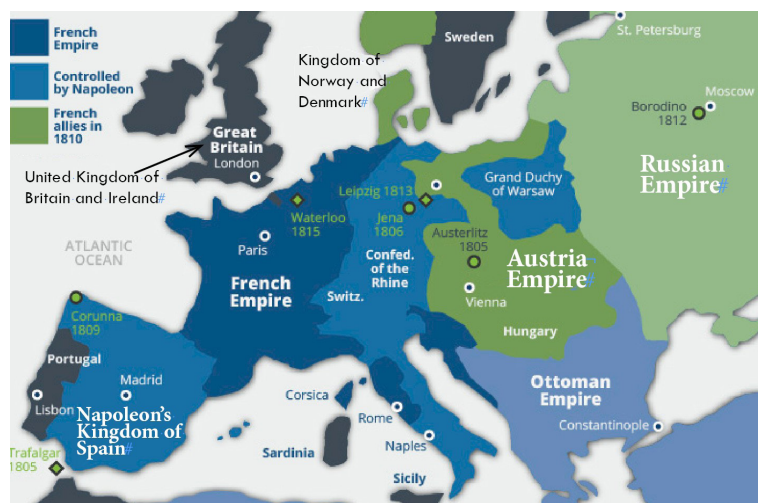 French
Empire
Controlled
by Napoleon
French
allies in
1810
Kingdom of
Norway and
Denmark#
Sweden
St. Petersburg
Moscow
Borodino
1812
Russian
Empire#
Great
Britain
London
United Kingdom of
Britain and Ireland#
ATLANTIC
OCEAN
Waterloo
1815
Paris
French
Empire
Leipzig 1813
Jena
1806
Grand Duchy
of Warsaw
Confed.
of the
Rhine
Switz.
Austerlitz
1805
Austria
Empire#
Vienna
Hungary
Corunna
1809
Portugal
Madrid
Lisbon
Napoleon's
Kingdom of
Spain#
Trafalgar
1805
Corsica
Rome
Naples
Sardinia
Sicily
Ottoman
Empire
Constantinople